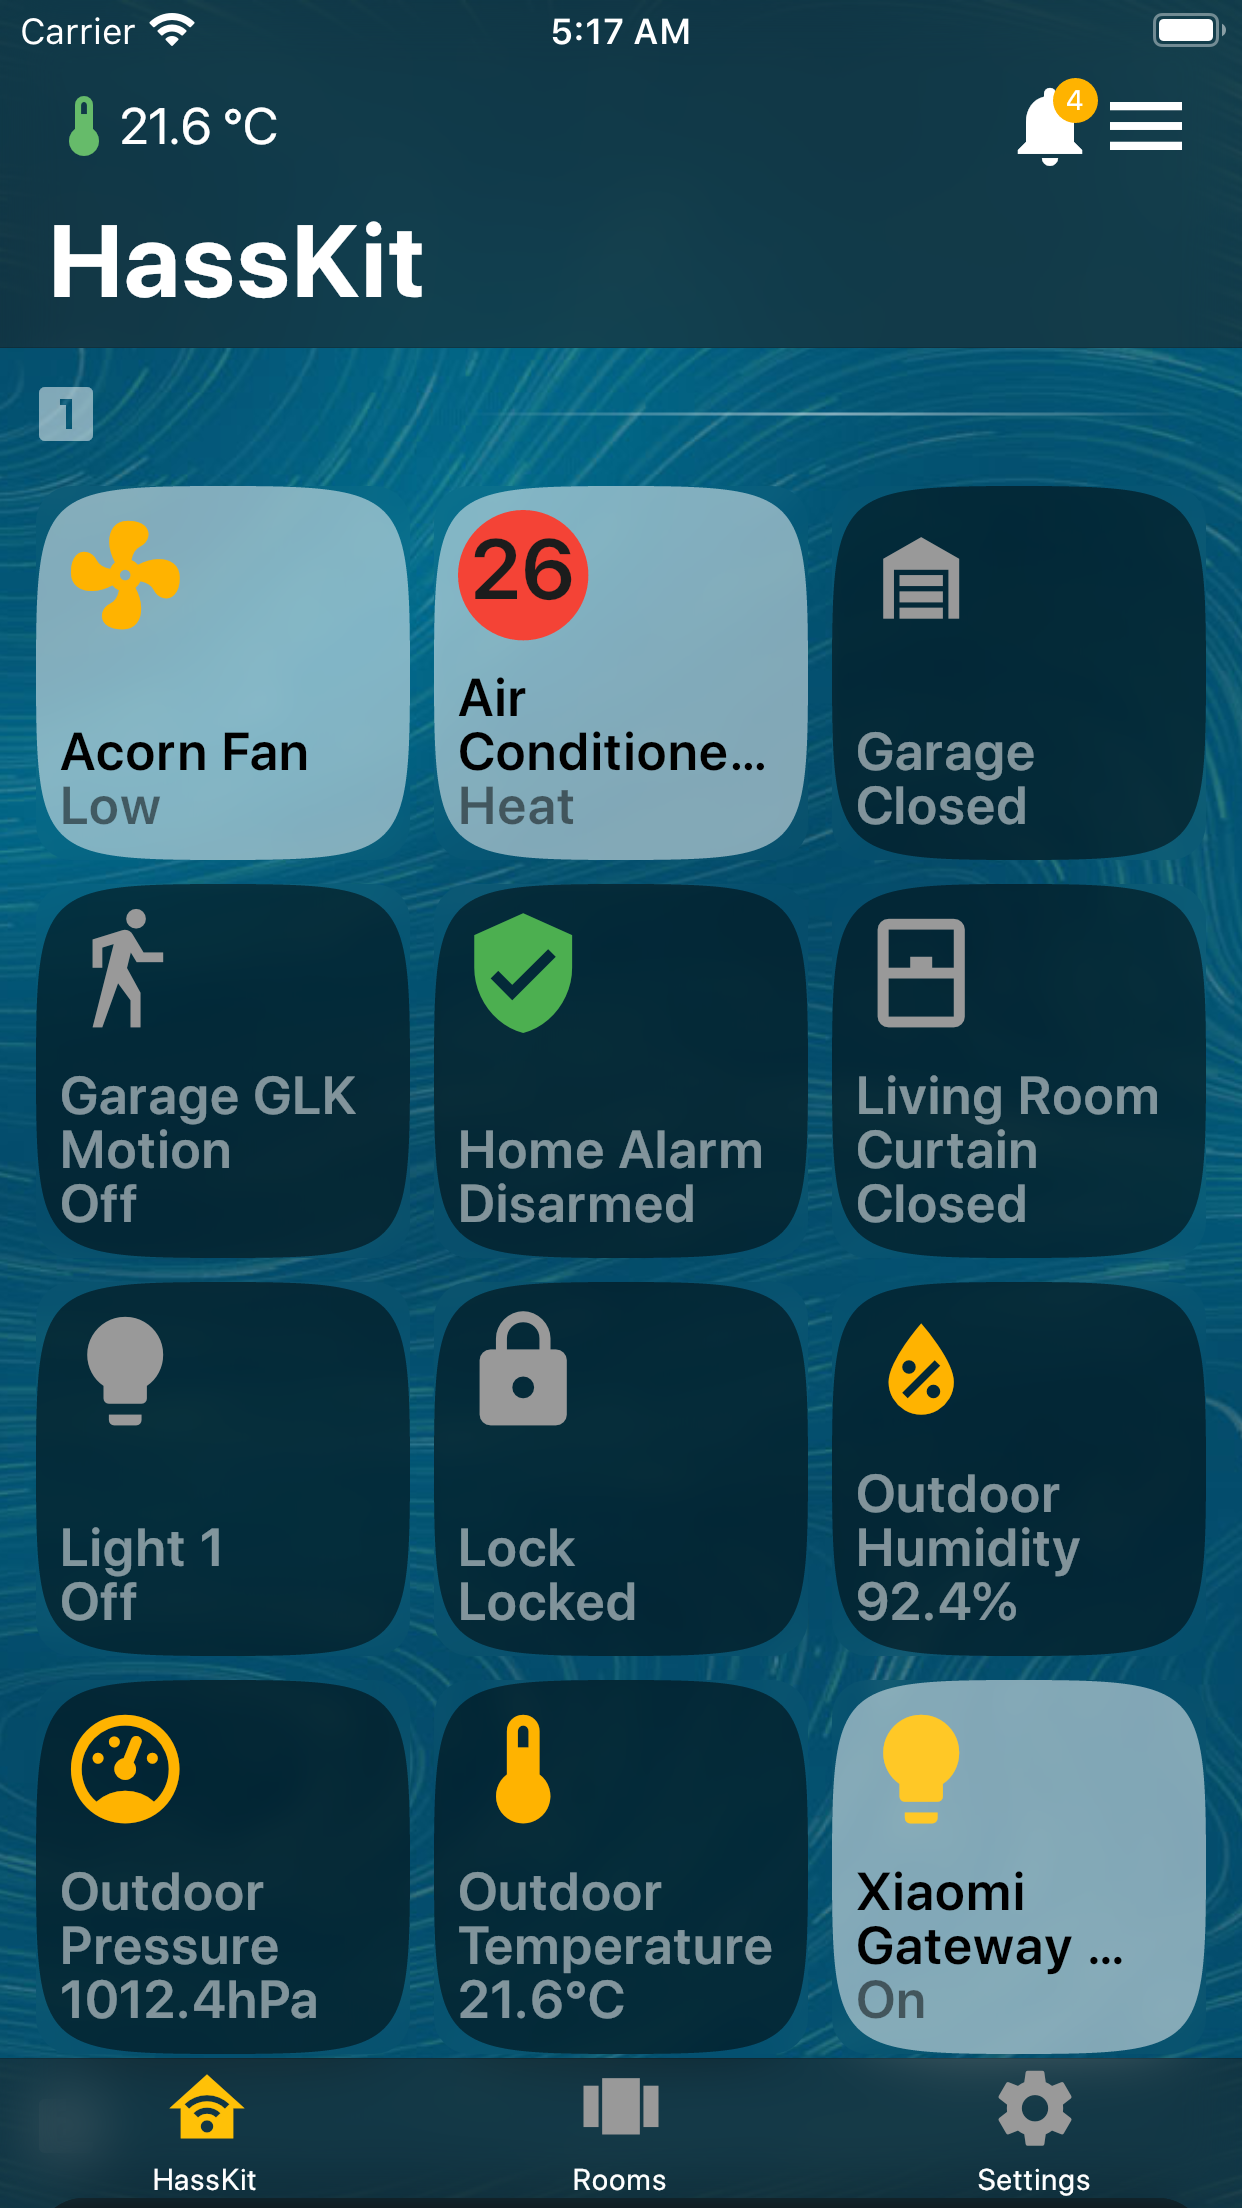 Carrier
5:17 AM
21.6 °C
4
HassKit
1
Acorn Fan
Low
26
Air
Conditione...
Heat
Garage
Closed
Garage GLK
Motion
Off
Home Alarm
Disarmed
Living Room
Curtain
Closed
Light 1
Off
Lock
Locked
Outdoor
Humidity
92.4%
Outdoor
Pressure
1012.4hPa
Outdoor
Temperature
21.6°C
Xiaomi
Gateway ...
On
HassKit
Rooms
Settings